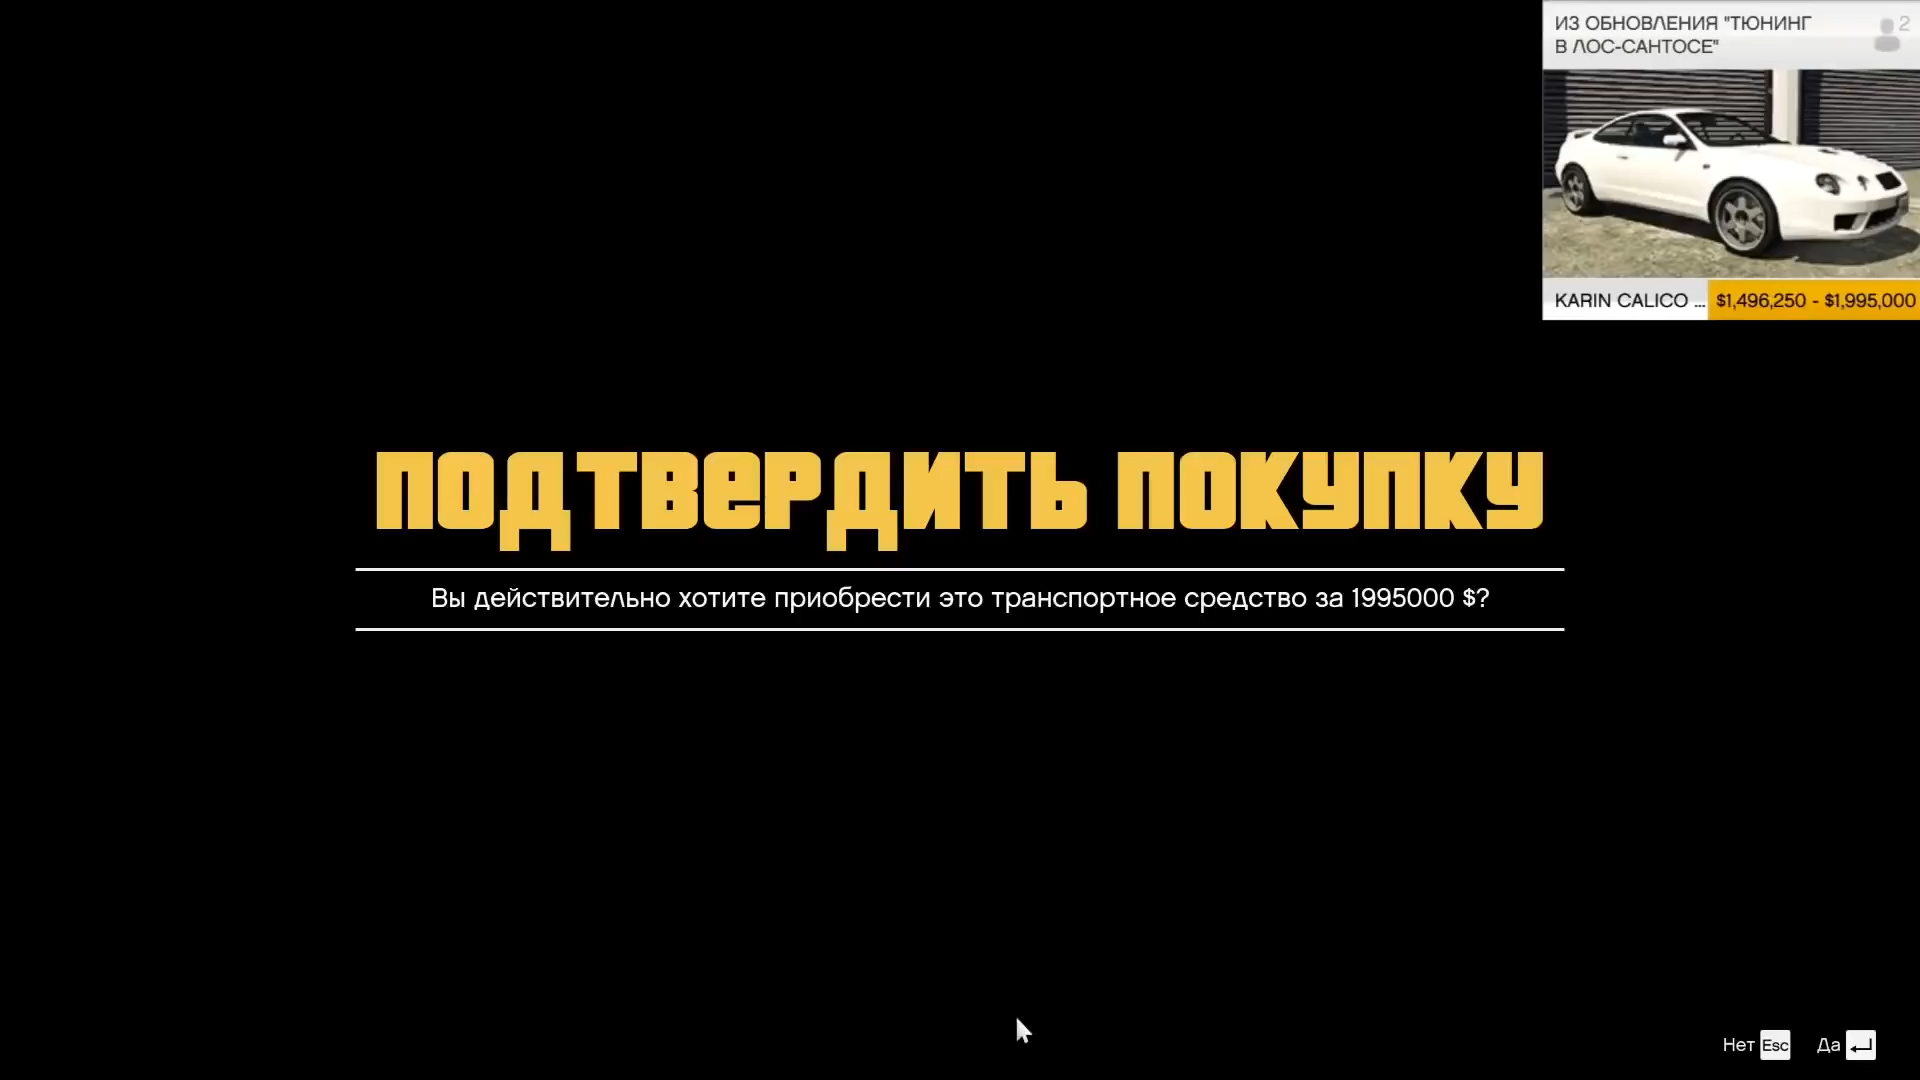 ИЗ ОБНОВЛЕНИЯ "ТЮНИНГ
В ЛОС-САНТОСЕ"
2
KARIN CALICO ...
$1,496,250 - $1,995,000
ПОДТВЕРДИТЬ ПОКУПКУ
Вы действительно хотите приобрести это транспортное средство за 1995000 $?
Нет Esc Да